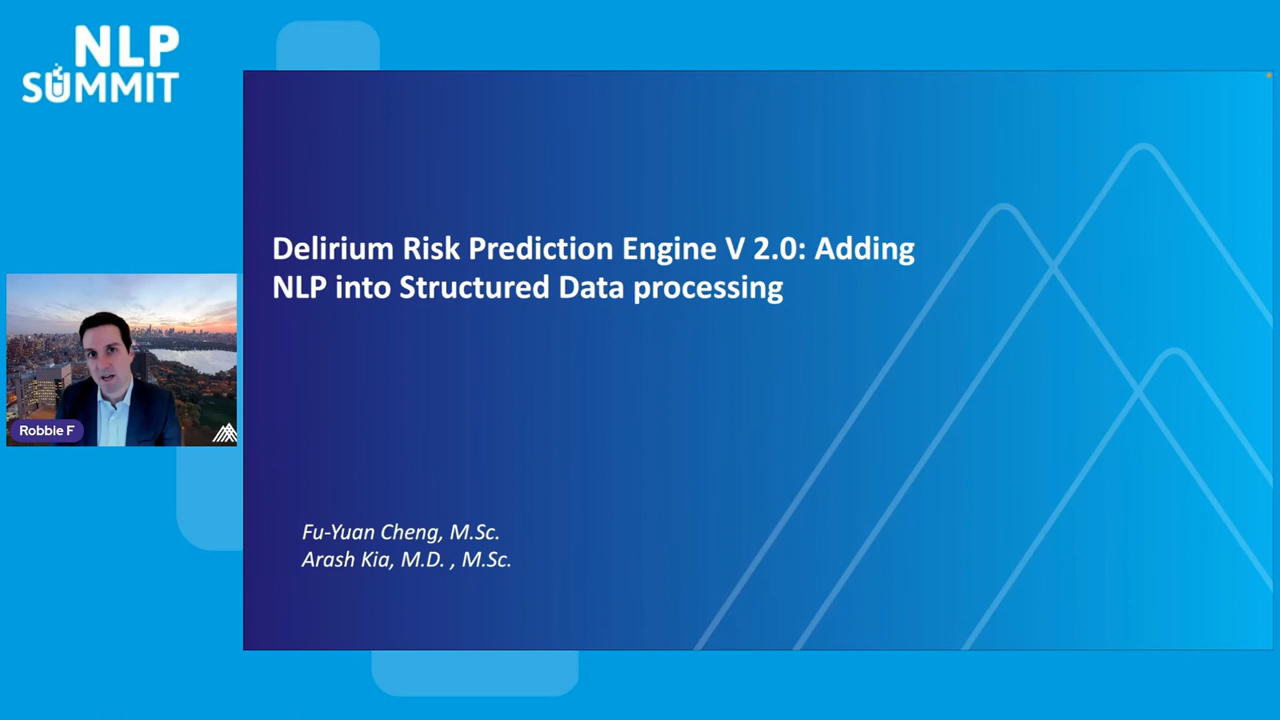 NLP
SUMMIT
Delirium Risk Prediction Engine V 2.0: Adding
NLP into Structured Data processing
Robbie F
Fu-Yuan Cheng, M.Sc.
Arash Kia, M.D. , M.Sc.